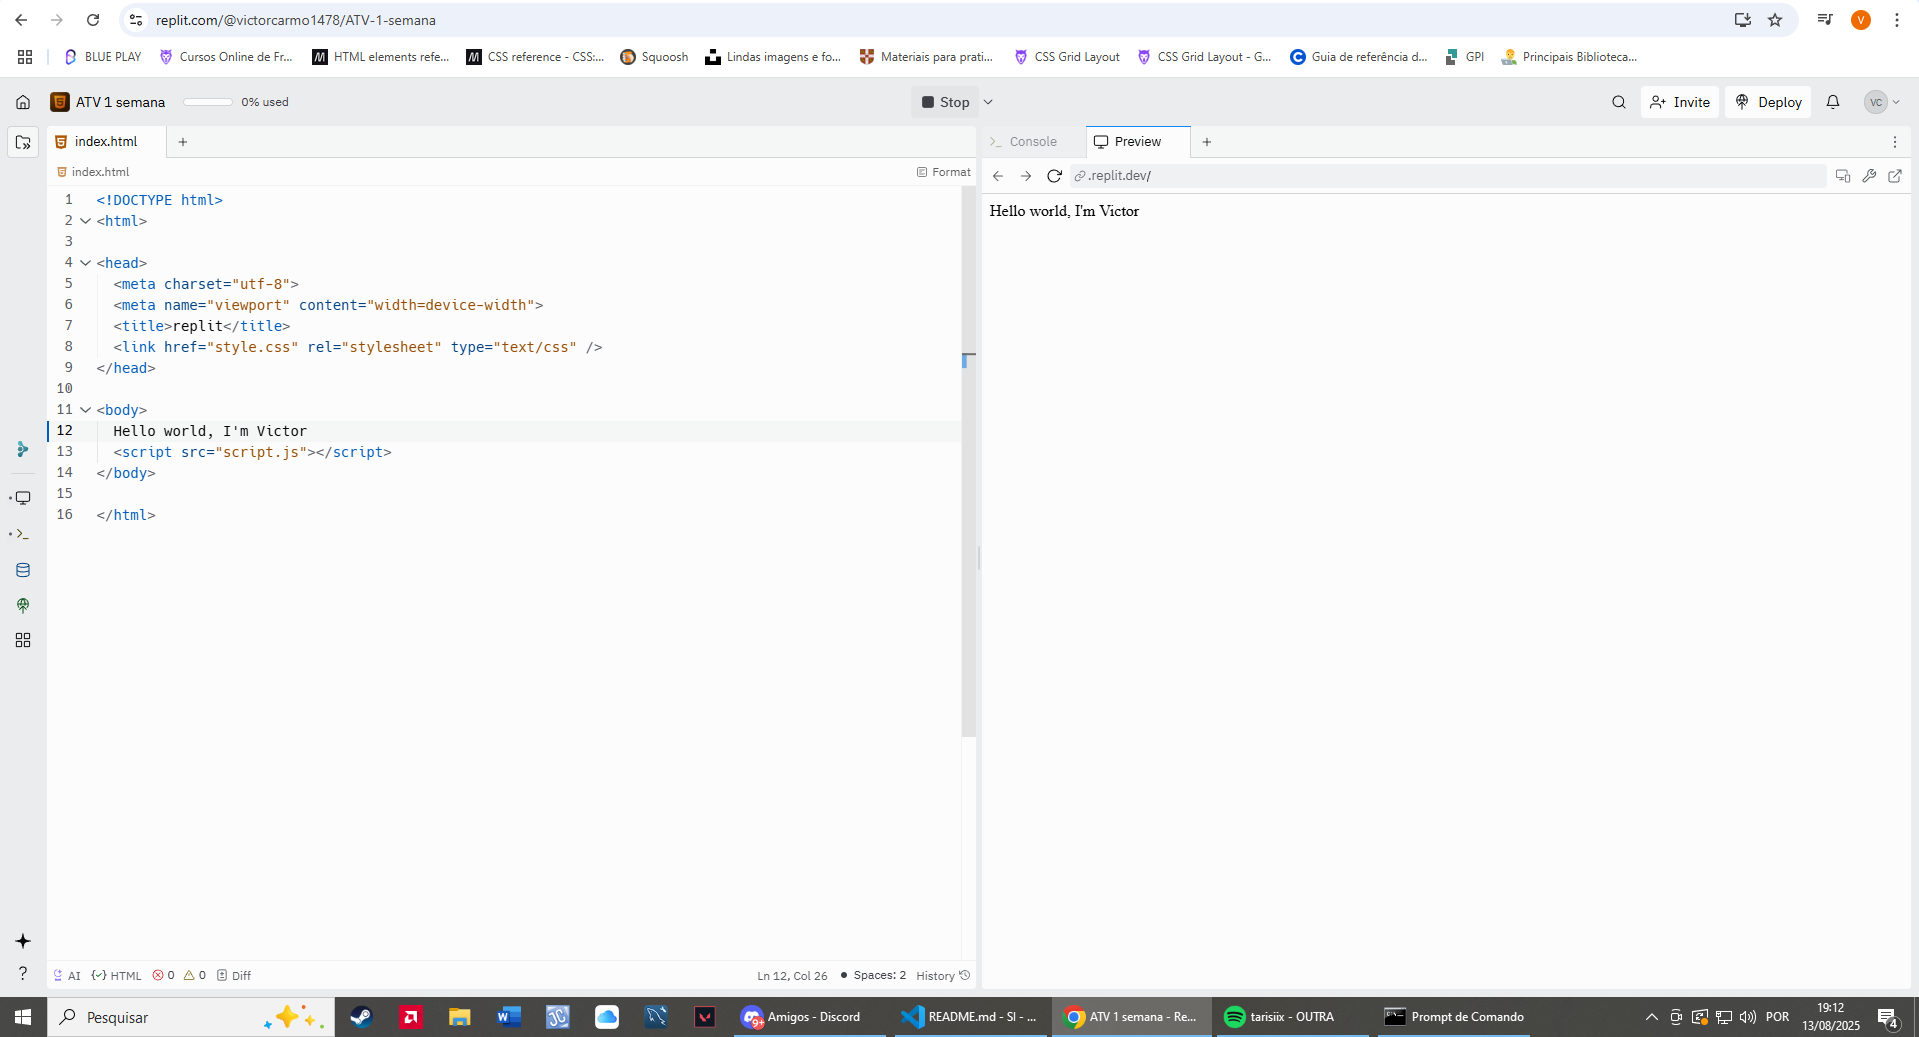 replit.com/@victorcarmo1478/ATV-1-semana
V
BLUE PLAY
Cursos Online de Fr...
HTML elements refe...
CSS reference - CSS:...
Squoosh
Lindas imagens e fo...
Materiais para prati...
CSS Grid Layout
CSS Grid Layout - G...
Guia de referência d...
GPI
Principais Biblioteca...
ATV 1 semana
0% used
Stop
Invite
Deploy
VC
index.html
index.html
Format
1 <!DOCTYPE html>
2 <html>
3
4 <head>
5 <meta charset="utf-8">
6 <meta name="viewport" content="width=device-width">
7 <title>replit</title>
8 <link href="style.css" rel="stylesheet" type="text/css" />
9 </head>
10
11 <body>
12 Hello world, I'm Victor
13 <script src="script.js"></script>
14 </body>
15
16 </html>
Console
Preview
.replit.dev/
Hello world, I'm Victor
AI
HTML
0
0
Diff
Ln 12, Col 26
Spaces: 2
History
Pesquisar
Amigos - Discord
README.md - SI - ...
ATV 1 semana - Re...
tarisiix - OUTRA
Prompt de Comando
POR
19:12
13/08/2025
4